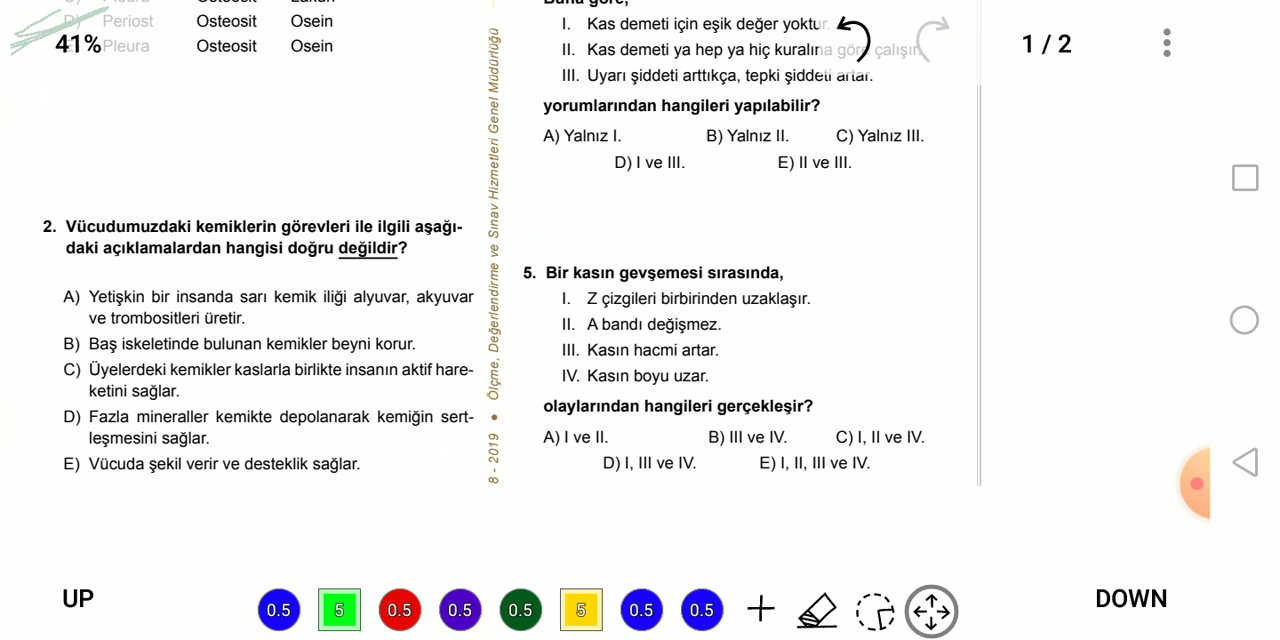 D) Periost Osteosit Osein
41% Pleura Osteosit Osein
2. Vücudumuzdaki kemiklerin görevleri ile ilgili aşağı-
daki açıklamalardan hangisi doğru değildir?
A) Yetişkin bir insanda sarı kemik iliği alyuvar, akyuvar
ve trombositleri üretir.
B) Baş iskeletinde bulunan kemikler beyni korur.
C) Üyelerdeki kemikler kaslarla birlikte insanın aktif hare-
ketini sağlar.
D) Fazla mineraller kemikte depolanarak kemiğin sert-
leşmesini sağlar.
E) Vücuda şekil verir ve desteklik sağlar.
8 - 2019 • Ölçme, Değerlendirme ve Sınav Hizmetleri Genel Müdürlüğü
Buna göre,
I. Kas demeti için eşik değer yoktur.
II. Kas demeti ya hep ya hiç kuralına göre çalışır.
III. Uyarı şiddeti arttıkça, tepki şiddeti artar.
yorumlarından hangileri yapılabilir?
A) Yalnız I. B) Yalnız II. C) Yalnız III.
D) I ve III. E) II ve III.
5. Bir kasın gevşemesi sırasında,
I. Z çizgileri birbirinden uzaklaşır.
II. A bandı değişmez.
III. Kasın hacmi artar.
IV. Kasın boyu uzar.
olaylarından hangileri gerçekleşir?
A) I ve II. B) III ve IV. C) I, II ve IV.
D) I, III ve IV. E) I, II, III ve IV.
1 / 2
UP 0.5 5 0.5 0.5 0.5 5 0.5 0.5 DOWN